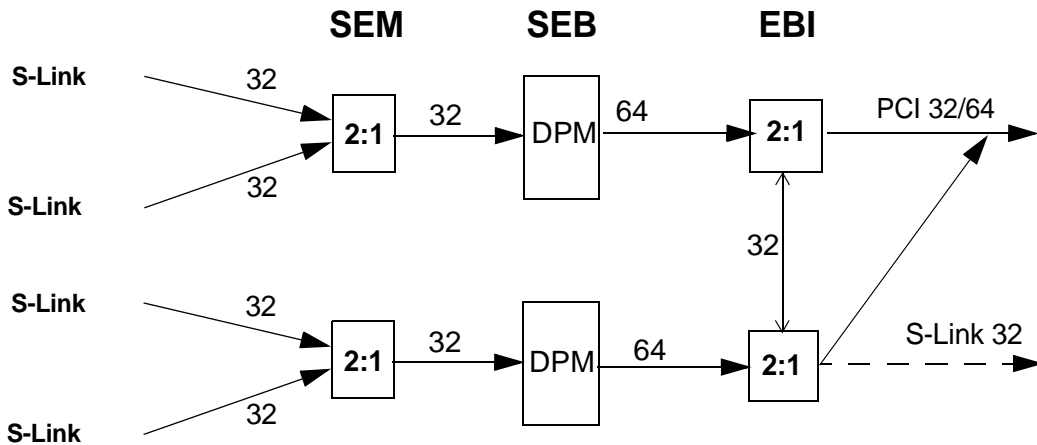 SEM SEB EBI
S-Link 32
2:1 32 DPM 64 2:1 PCI 32/64
S-Link 32
32
S-Link 32
2:1 32 DPM 64 2:1 S-Link 32
S-Link 32